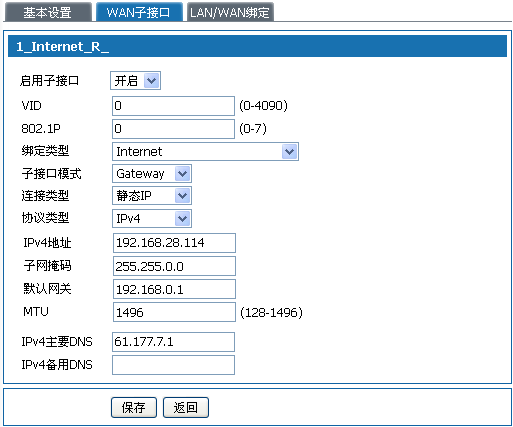 基本设置 WAN子接口 LAN/WAN绑定
1_Internet_R_
启用子接口 开启
VID 0 (0-4090)
802.1P 0 (0-7)
绑定类型 Internet
子接口模式 Gateway
连接类型 静态IP
协议类型 IPv4
IPv4地址 192.168.28.114
子网掩码 255.255.0.0
默认网关 192.168.0.1
MTU 1496 (128-1496)
IPv4主要DNS 61.177.7.1
IPv4备用DNS
保存 返回